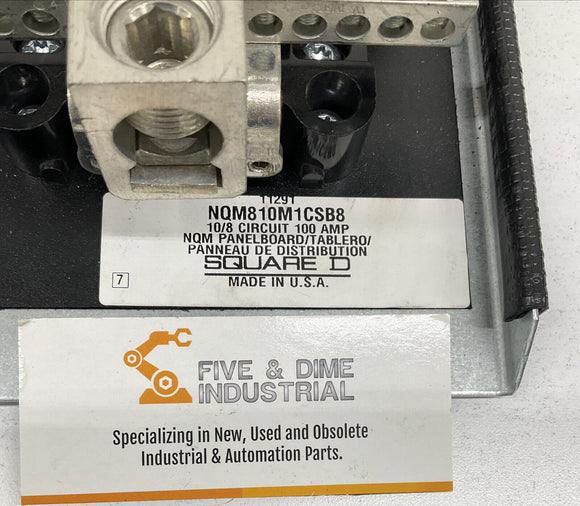 11291
NQM810M1CSB8
10/8 CIRCUIT 100 AMP
NQM PANELBOARD/TABLERO/
PANNEAU DE DISTRIBUTION
SQUARE D
7
MADE IN U.S.A.
FIVE & DIME
INDUSTRIAL
Specializing in New, Used and Obsolete
Industrial & Automation Parts.